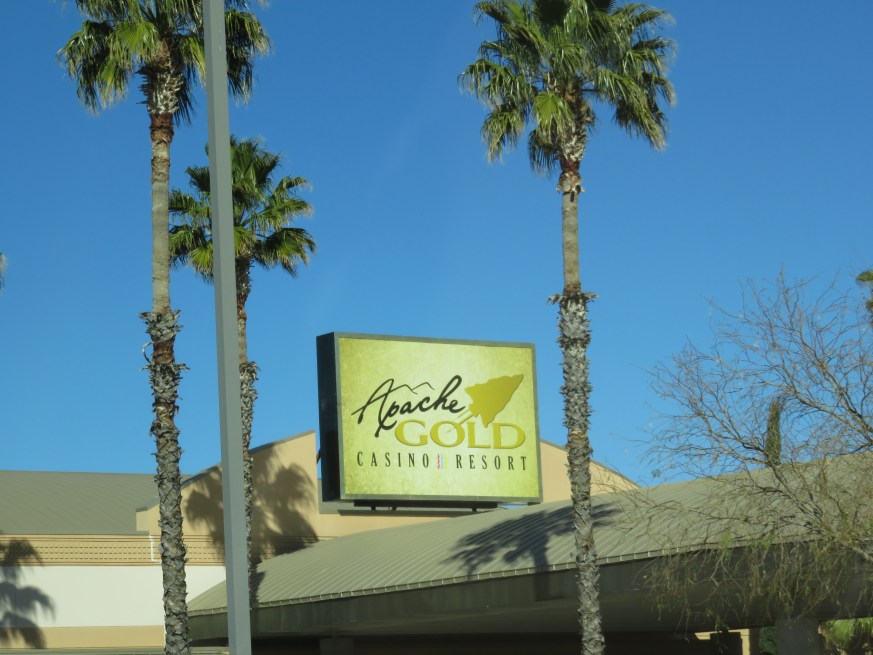 Apache
GOLD
CASINO RESORT